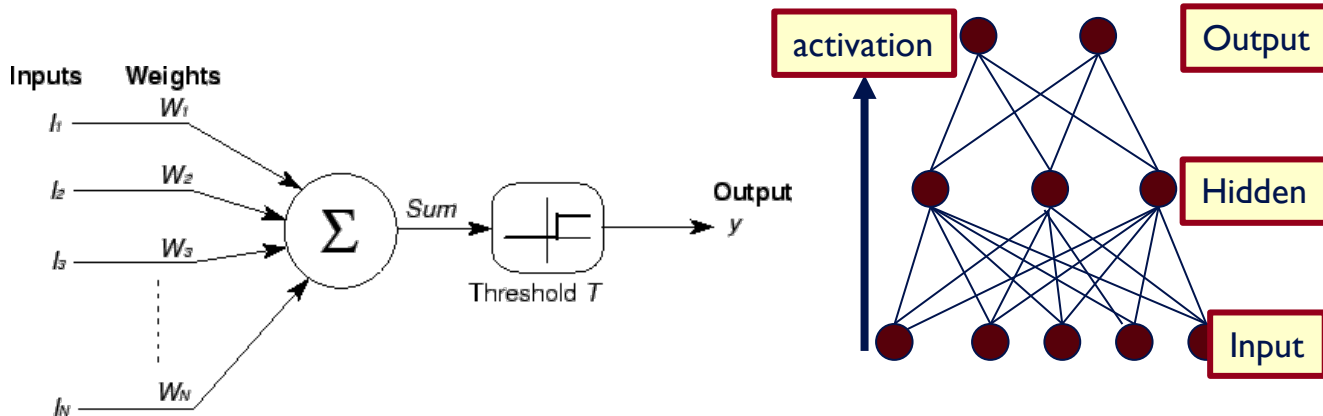 Inputs Weights
I1 W1
I2 W2
I3 W3
IN WN
Σ
Sum
Threshold T
Output
y
activation
Output
Hidden
Input